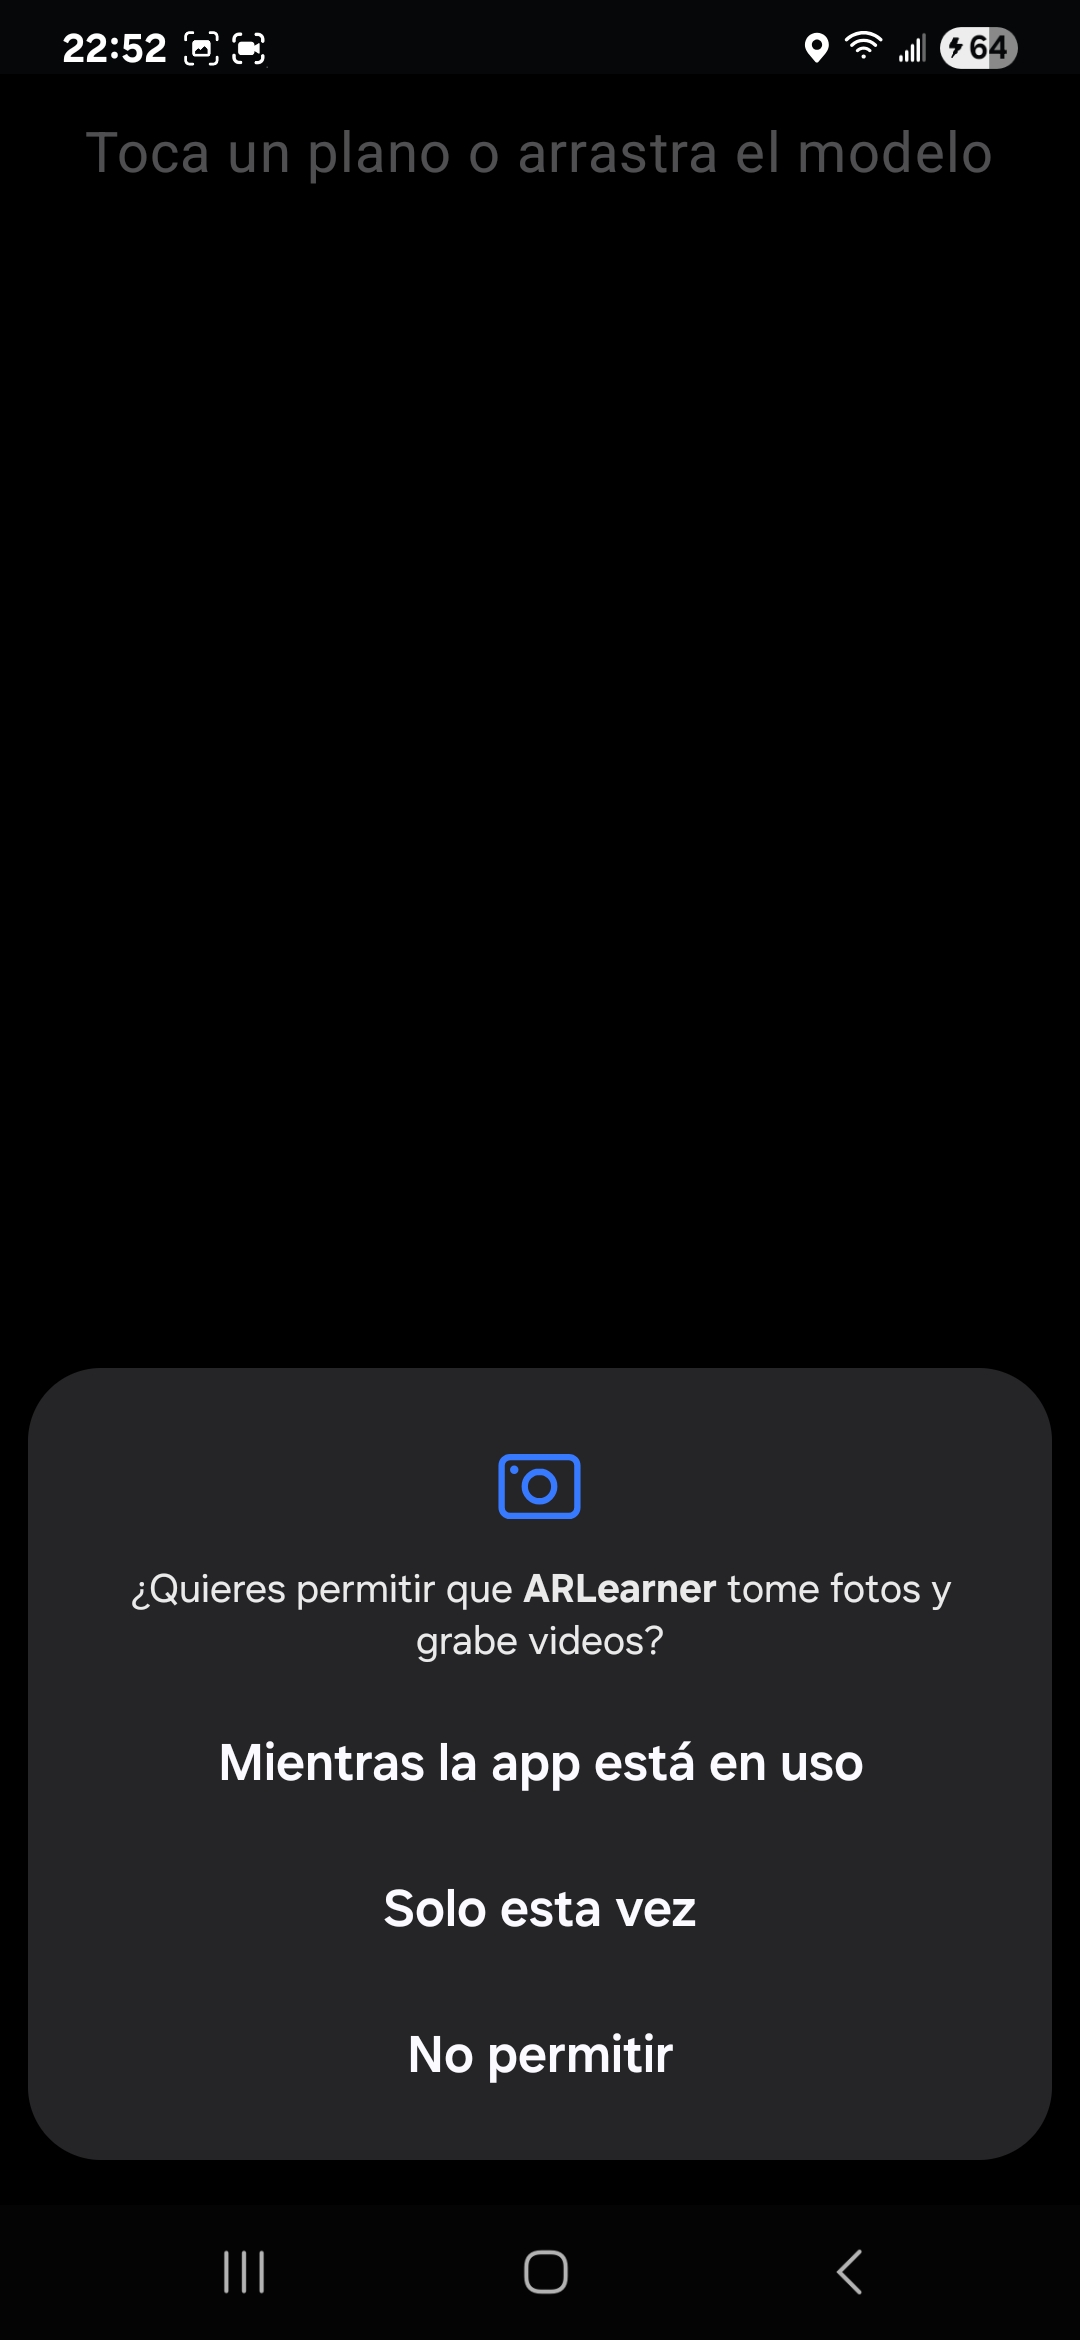 22:52
64
Toca un plano o arrastra el modelo
¿Quieres permitir que ARLearner tome fotos y
grabe videos?
Mientras la app está en uso
Solo esta vez
No permitir